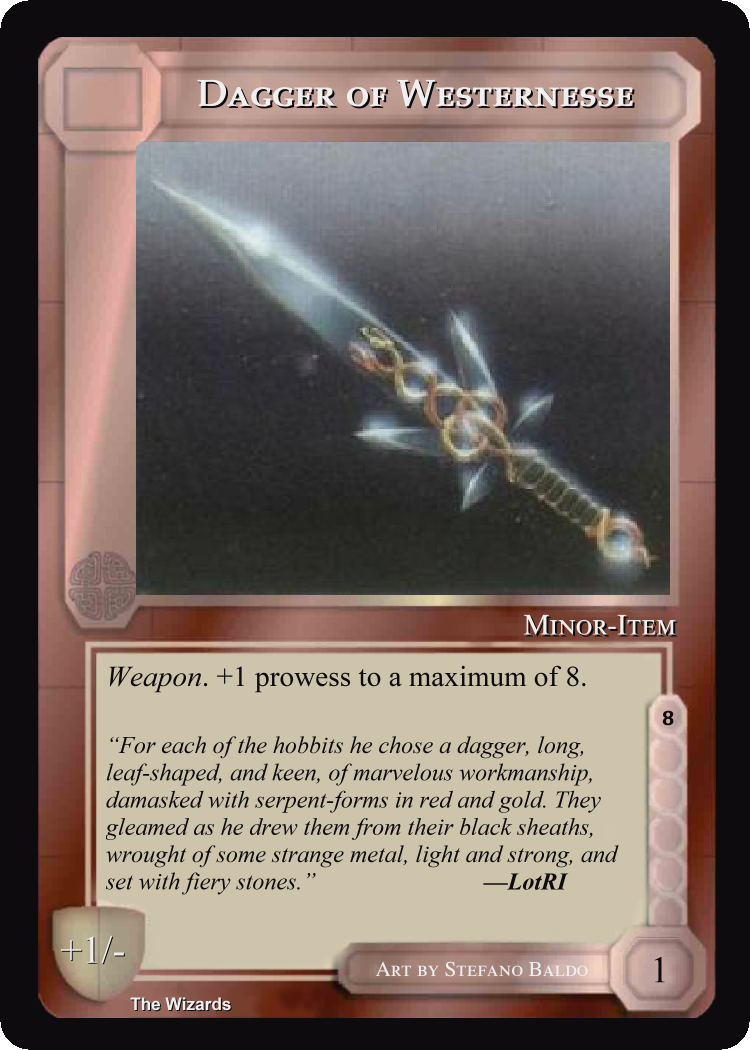 Dagger of Westernesse
Minor-Item
Weapon. +1 prowess to a maximum of 8.
8
“For each of the hobbits he chose a dagger, long,
leaf-shaped, and keen, of marvelous workmanship,
damasked with serpent-forms in red and gold. They
gleamed as he drew them from their black sheaths,
wrought of some strange metal, light and strong, and
set with fiery stones.” —LotRI
+1/-
Art by Stefano Baldo
1
The Wizards